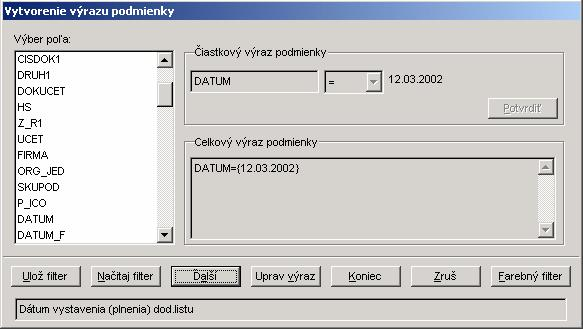 Vytvorenie výrazu podmienky
Výber poľa:
CISDOK1
DRUH1
DOKUCET
HS
Z_R1
UCET
FIRMA
ORG_JED
SKUPOD
P_ICO
DATUM
DATUM_F
Čiastkový výraz podmienky
DATUM = 12.03.2002
Potvrdiť
Celkový výraz podmienky
DATUM={12.03.2002}
Ulož filter Načítaj filter Ďalší Uprav výraz Koniec Zruš Farebný filter
Dátum vystavenia (plnenia) dod.listu